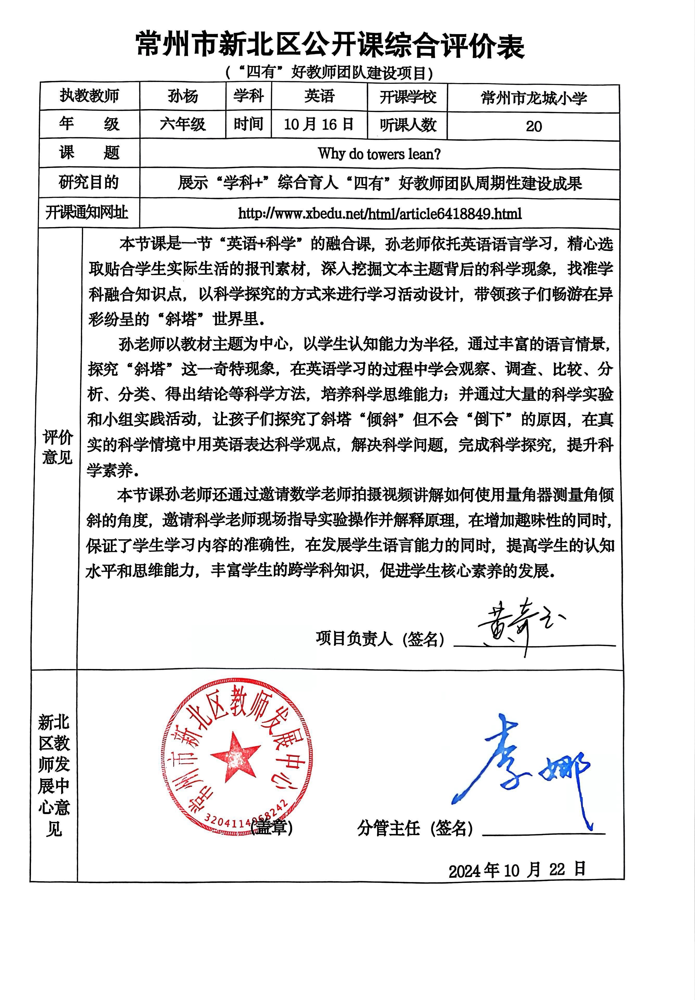 常州市新北区公开课综合评价表
(“四有”好教师团队建设项目)
执教教师 孙杨 学科 英语 开课学校 常州市龙城小学
年 级 六年级 时间 10 月 16 日 听课人数 20
课 题 Why do towers lean?
研究目的 展示“学科+”综合育人“四有”好教师团队周期性建设成果
开课通知网址 http://www.xbedu.net/html/article6418849.html
评价
意见
本节课是一节“英语+科学”的融合课，孙老师依托英语语言学习，精心选
取贴合学生实际生活的报刊素材，深入挖掘文本主题背后的科学现象，找准学
科融合知识点，以科学探究的方式来进行学习活动设计，带领孩子们畅游在异
彩纷呈的“斜塔”世界里.
孙老师以教材主题为中心，以学生认知能力为半径，通过丰富的语言情景，
探究“斜塔”这一奇特现象，在英语学习的过程中学会观察、调查、比较、分
析、分类、得出结论等科学方法，培养科学思维能力；并通过大量的科学实验
和小组实践活动，让孩子们探究了斜塔“倾斜”但不会“倒下”的原因，在真
实的科学情境中用英语表达科学观点，解决科学问题，完成科学探究，提升科
学素养.
本节课孙老师还通过邀请数学老师拍摄视频讲解如何使用量角器测量角倾
斜的角度，邀请科学老师现场指导实验操作并解释原理，在增加趣味性的同时，
保证了学生学习内容的准确性，在发展学生语言能力的同时，提高学生的认知
水平和思维能力，丰富学生的跨学科知识，促进学生核心素养的发展.
项目负责人（签名）
新北
区教
师发
展中
心意
见
常州市新北区教师发展中心
3204114968242
(盖章)
分管主任（签名） 李娜
2024 年 10 月 22 日